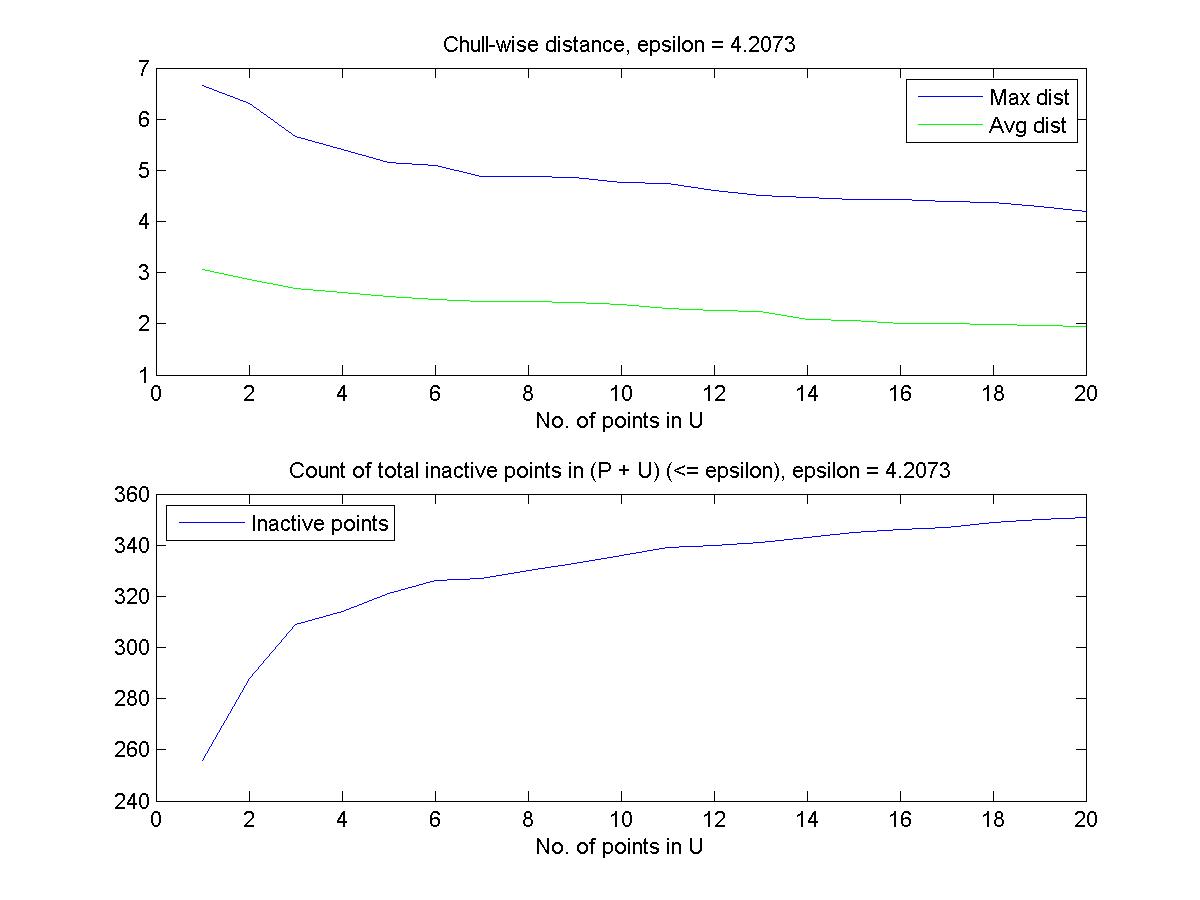 Chull-wise distance, epsilon = 4.2073
7
6
5
4
3
2
1
Max dist
Avg dist
0 2 4 6 8 10 12 14 16 18 20
No. of points in U
Count of total inactive points in (P + U) (<= epsilon), epsilon = 4.2073
360
340
320
300
280
260
240
Inactive points
0 2 4 6 8 10 12 14 16 18 20
No. of points in U